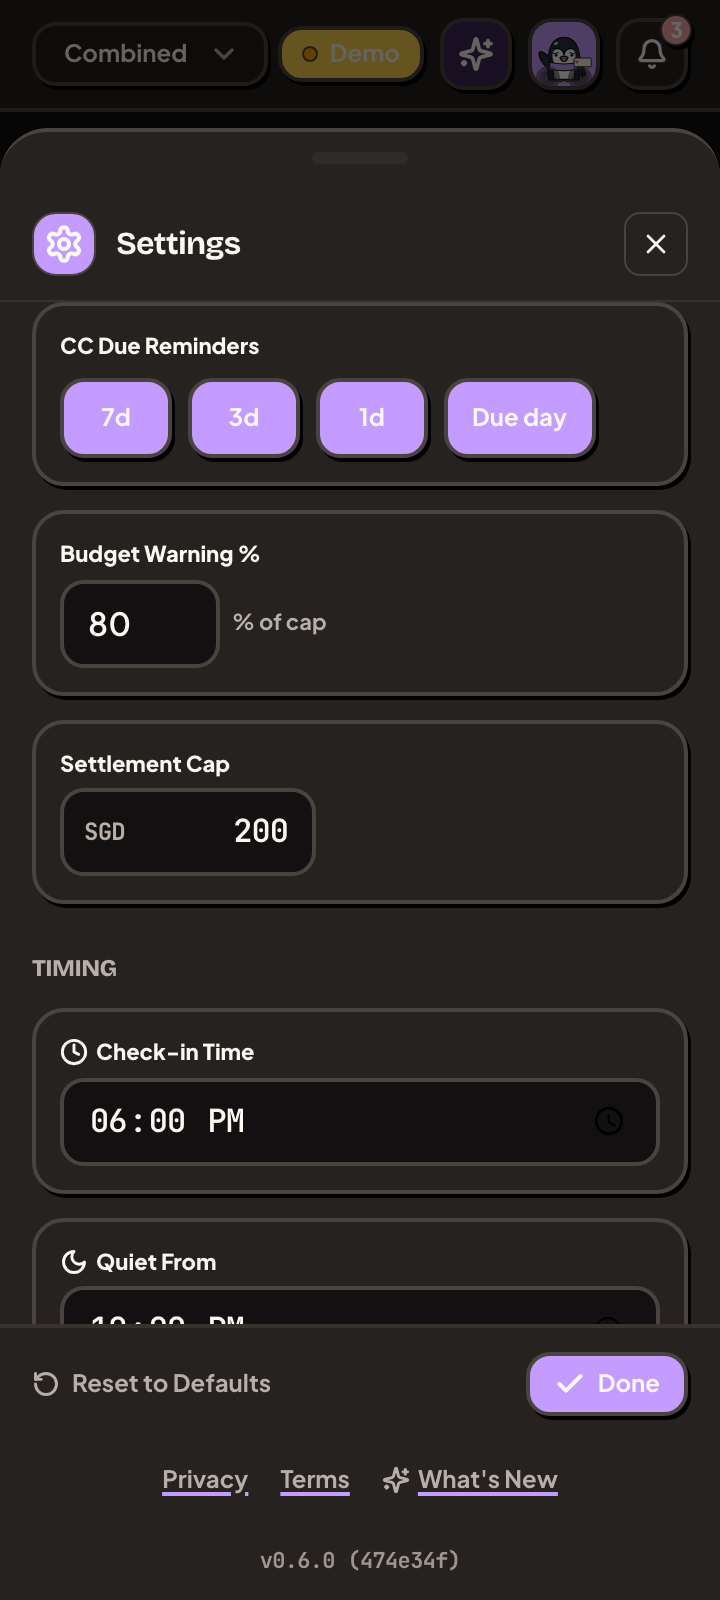 Combined
Demo
3
Settings
CC Due Reminders
7d 3d 1d Due day
Budget Warning %
80 % of cap
Settlement Cap
SGD 200
TIMING
Check-in Time
06:00 PM
Quiet From
PM
Reset to Defaults
Done
Privacy Terms What's New
v0.6.0 (474e34f)